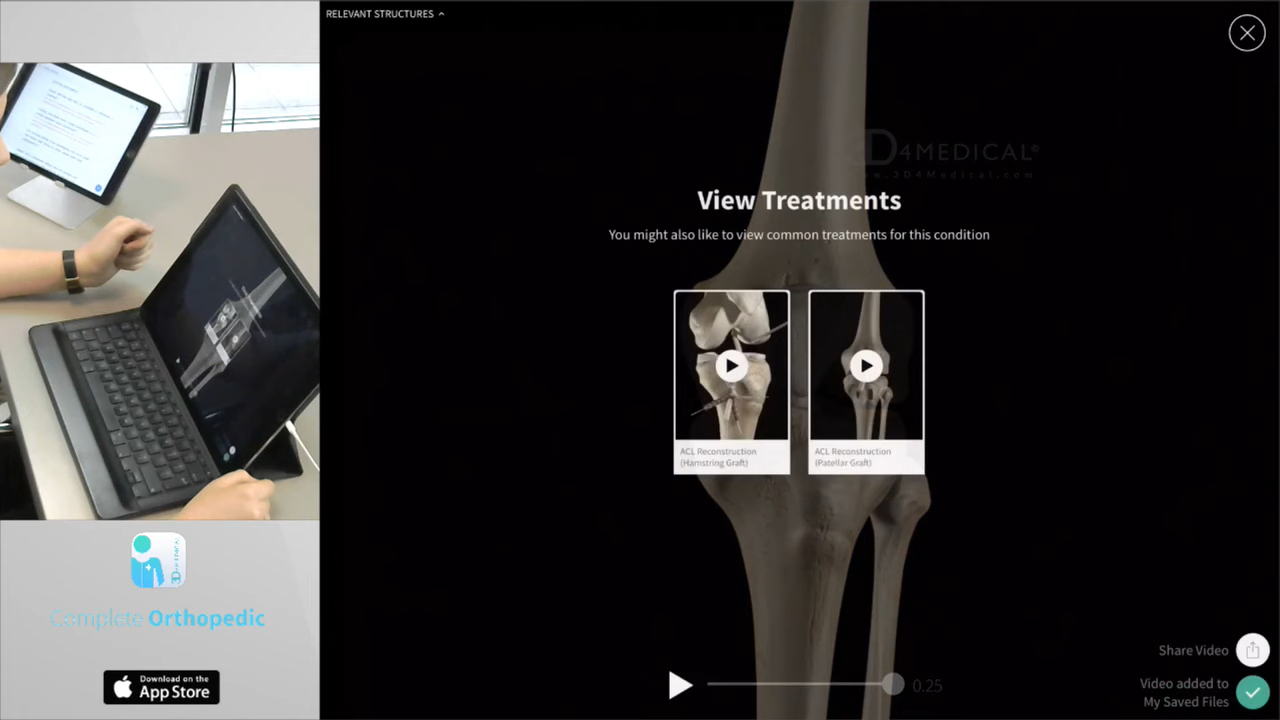 RELEVANT STRUCTURES
4MEDICAL©
View Treatments
You might also like to view common treatments for this condition
ACL Reconstruction
(Hamstring Graft)
ACL Reconstruction
(Patellar Graft)
0.25
Share Video
Video added to
My Saved Files
Complete Orthopedic
Download on the
App Store